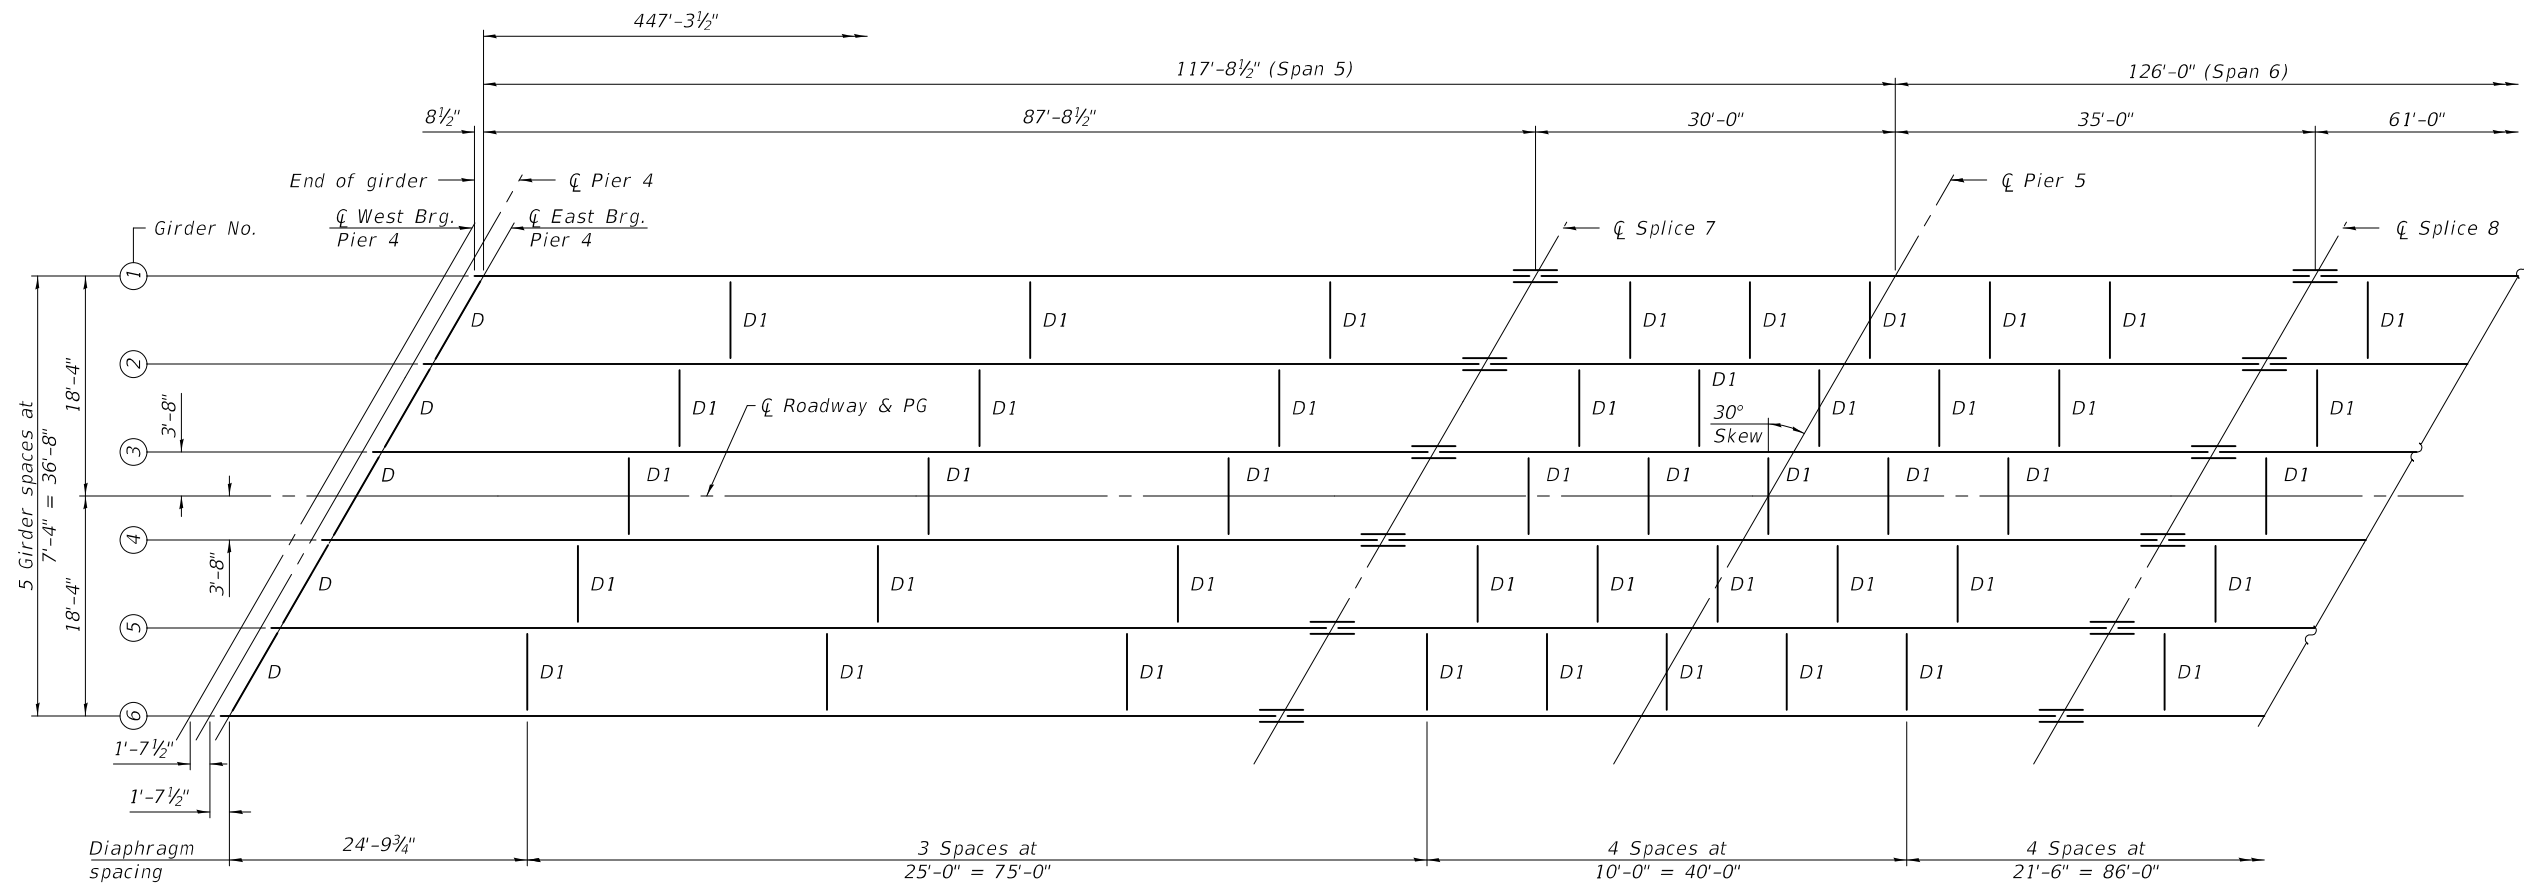 447'-3½"
117'-8½" (Span 5)
126'-0" (Span 6)
8½"
87'-8½"
30'-0"
35'-0"
61'-0"
End of girder
℄ Pier 4
℄ Pier 5
Girder No.
℄ West Brg.
Pier 4
℄ East Brg.
Pier 4
℄ Splice 7
℄ Splice 8
1
D
D1
D1
D1
D1
D1
D1
D1
D1
D1
2
D
D1
D1
D1
D1
D1
D1
D1
D1
D1
℄ Roadway & PG
30°
Skew
3
D
D1
D1
D1
D1
D1
D1
D1
D1
D1
4
D
D1
D1
D1
D1
D1
D1
D1
D1
D1
5
D
D1
D1
D1
D1
D1
D1
D1
D1
D1
6
5 Girder spaces at
7'-4" = 36'-8"
18'-4"
18'-4"
3'-8"
3'-8"
1'-7½"
1'-7½"
Diaphragm
spacing
24'-9¾"
3 Spaces at
25'-0" = 75'-0"
4 Spaces at
10'-0" = 40'-0"
4 Spaces at
21'-6" = 86'-0"